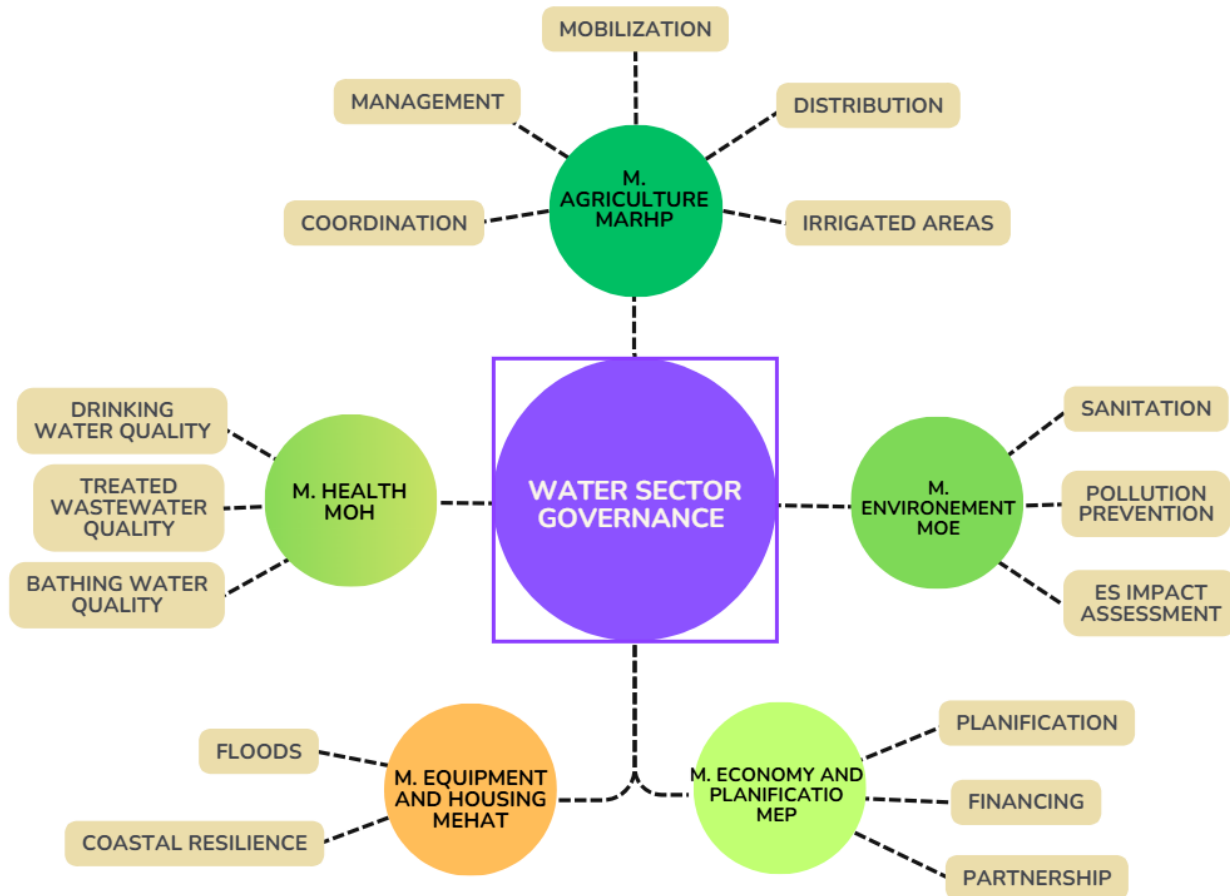 MOBILIZATION
MANAGEMENT
DISTRIBUTION
M.
AGRICULTURE
MARHP
COORDINATION
IRRIGATED AREAS
DRINKING
WATER QUALITY
TREATED
WASTEWATER
QUALITY
BATHING WATER
QUALITY
M. HEALTH
MOH
WATER SECTOR
GOVERNANCE
M.
ENVIRONEMENT
MOE
SANITATION
POLLUTION
PREVENTION
ES IMPACT
ASSESSMENT
FLOODS
COASTAL RESILIENCE
M. EQUIPMENT
AND HOUSING
MEHAT
M. ECONOMY AND
PLANIFICATIO
MEP
PLANIFICATION
FINANCING
PARTNERSHIP